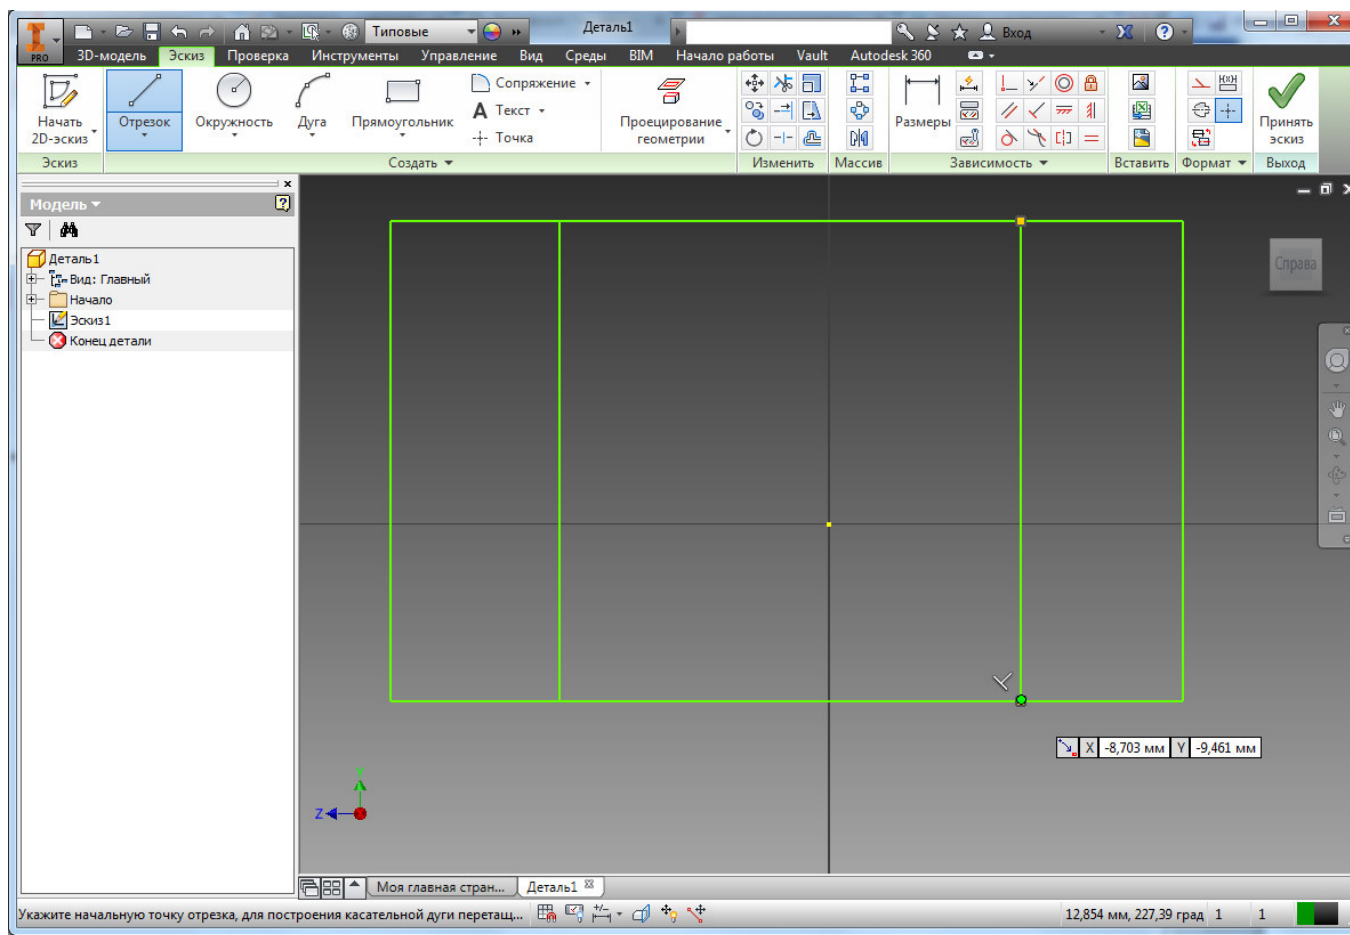 Типовые
Деталь1
Вход
PRO
3D-модель Эскиз Проверка Инструменты Управление Вид Среды BIM Начало работы Vault Autodesk 360
Начать
2D-эскиз
Отрезок
Окружность
Дуга
Прямоугольник
Сопряжение
A Текст
Точка
Проецирование
геометрии
Размеры
Принять
эскиз
Эскиз Создать Изменить Массив Зависимость Вставить Формат Выход
Модель
Деталь1
Вид: Главный
Начало
Эскиз1
Конец детали
Справа
X -8,703 мм Y -9,461 мм
Y
Z
Моя главная стран... Деталь1
Укажите начальную точку отрезка, для построения касательной дуги перетащ... 12,854 мм, 227,39 град 1 1